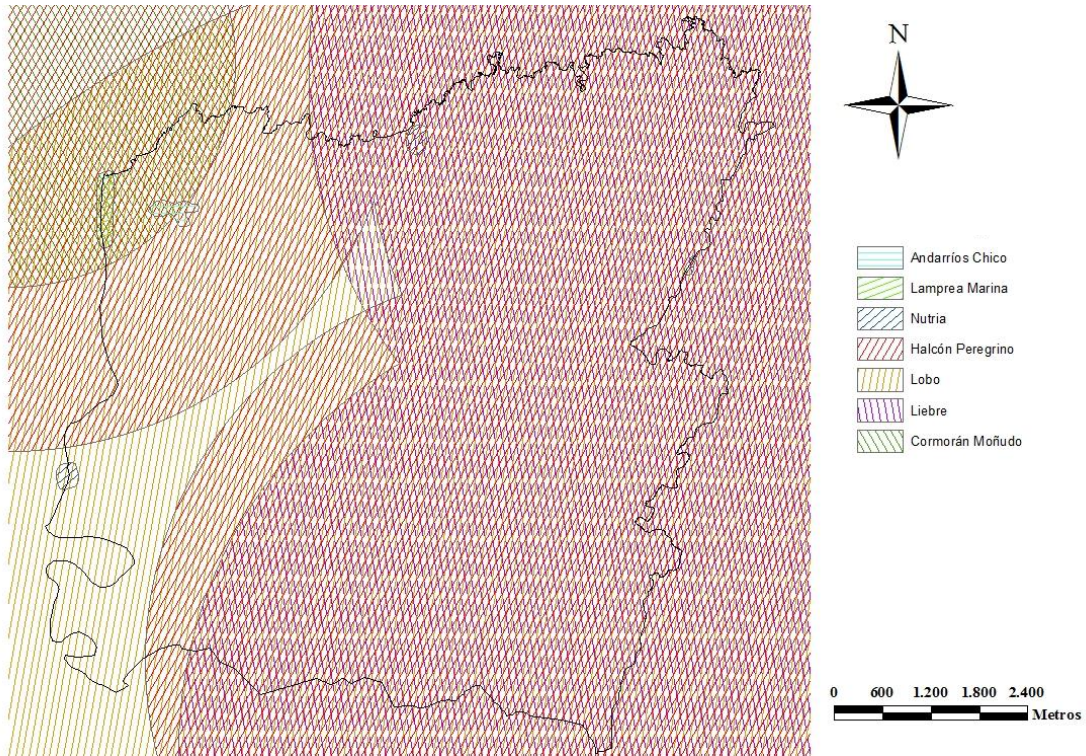 N
Andarríos Chico
Lamprea Marina
Nutria
Halcón Peregrino
Lobo
Liebre
Cormorán Moñudo
0 600 1.200 1.800 2.400
Metros